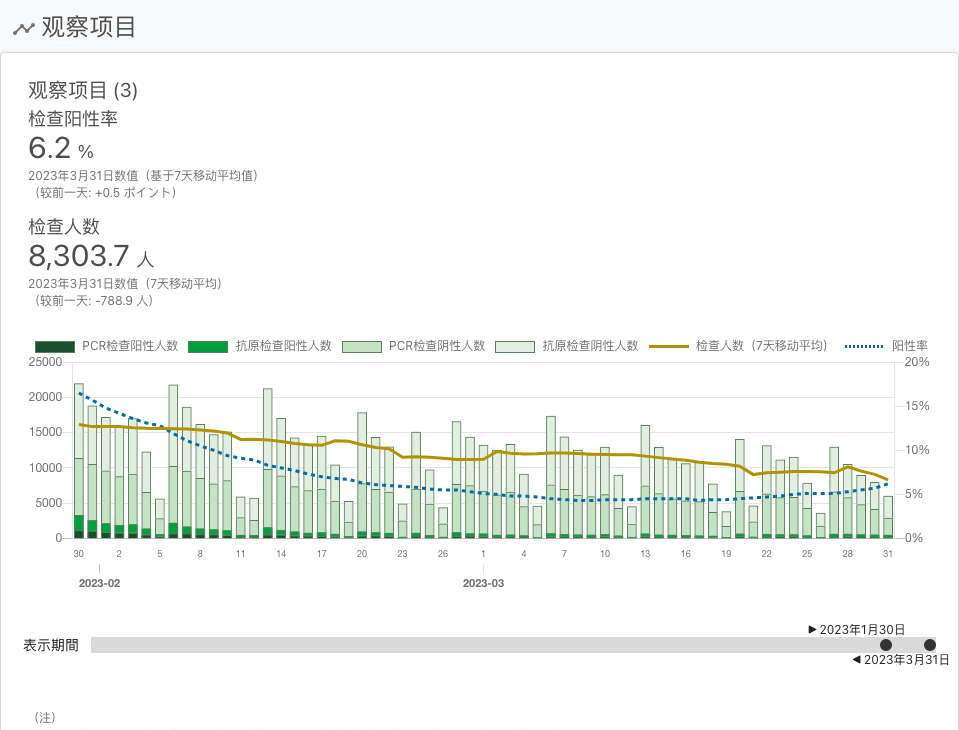 观察项目
观察项目 (3)
检查阳性率
6.2 %
2023年3月31日数值（基于7天移动平均值）
（较前一天: +0.5 ポイント）
检查人数
8,303.7 人
2023年3月31日数值（7天移动平均）
（较前一天: -788.9 人）
PCR检查阳性人数 抗原检查阳性人数 PCR检查阴性人数 抗原检查阴性人数 检查人数（7天移动平均） 阳性率
25000 20%
20000
15%
15000
10%
10000
5%
5000
0 0%
30 2 5 8 11 14 17 20 23 26 1 4 7 10 13 16 19 22 25 28 31
2023-02 2023-03
▶ 2023年1月30日
表示期間
◀ 2023年3月31日
（注）